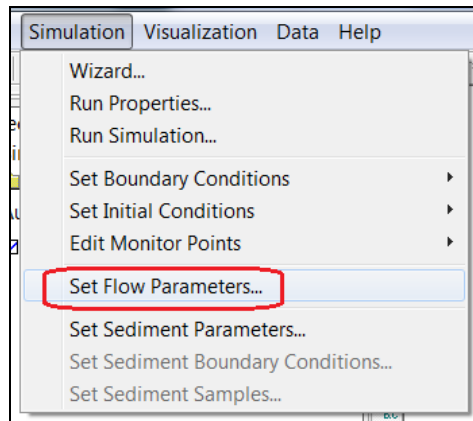 Simulation Visualization Data Help
Wizard...
Run Properties...
Run Simulation...
Set Boundary Conditions
Set Initial Conditions
Edit Monitor Points
Set Flow Parameters...
Set Sediment Parameters...
Set Sediment Boundary Conditions...
Set Sediment Samples...